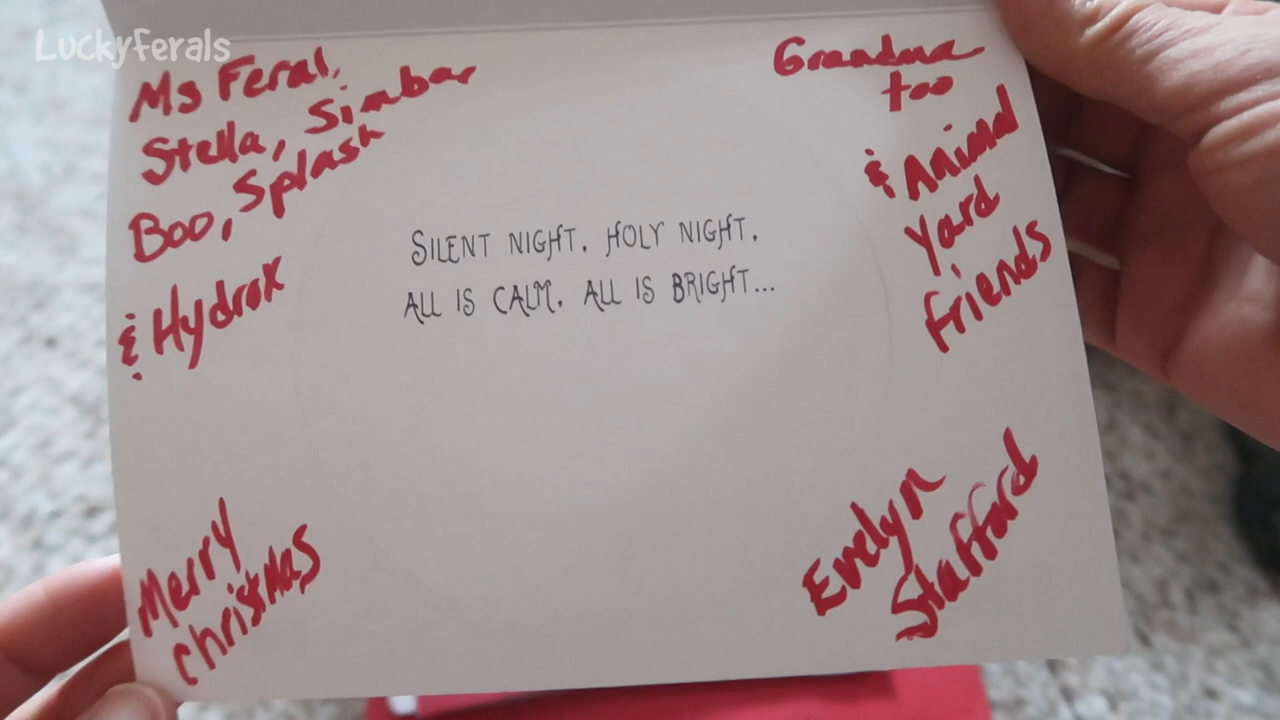 LuckyFerals
Ms Feral,
Stella, Simbar
Boo, Splash
& Hydrox
Grandma
too
& Animal
Yard
friends
SILENT NIGHT, HOLY NIGHT,
ALL IS CALM, ALL IS BRIGHT...
Merry
Christmas
Evelyn
Stafford